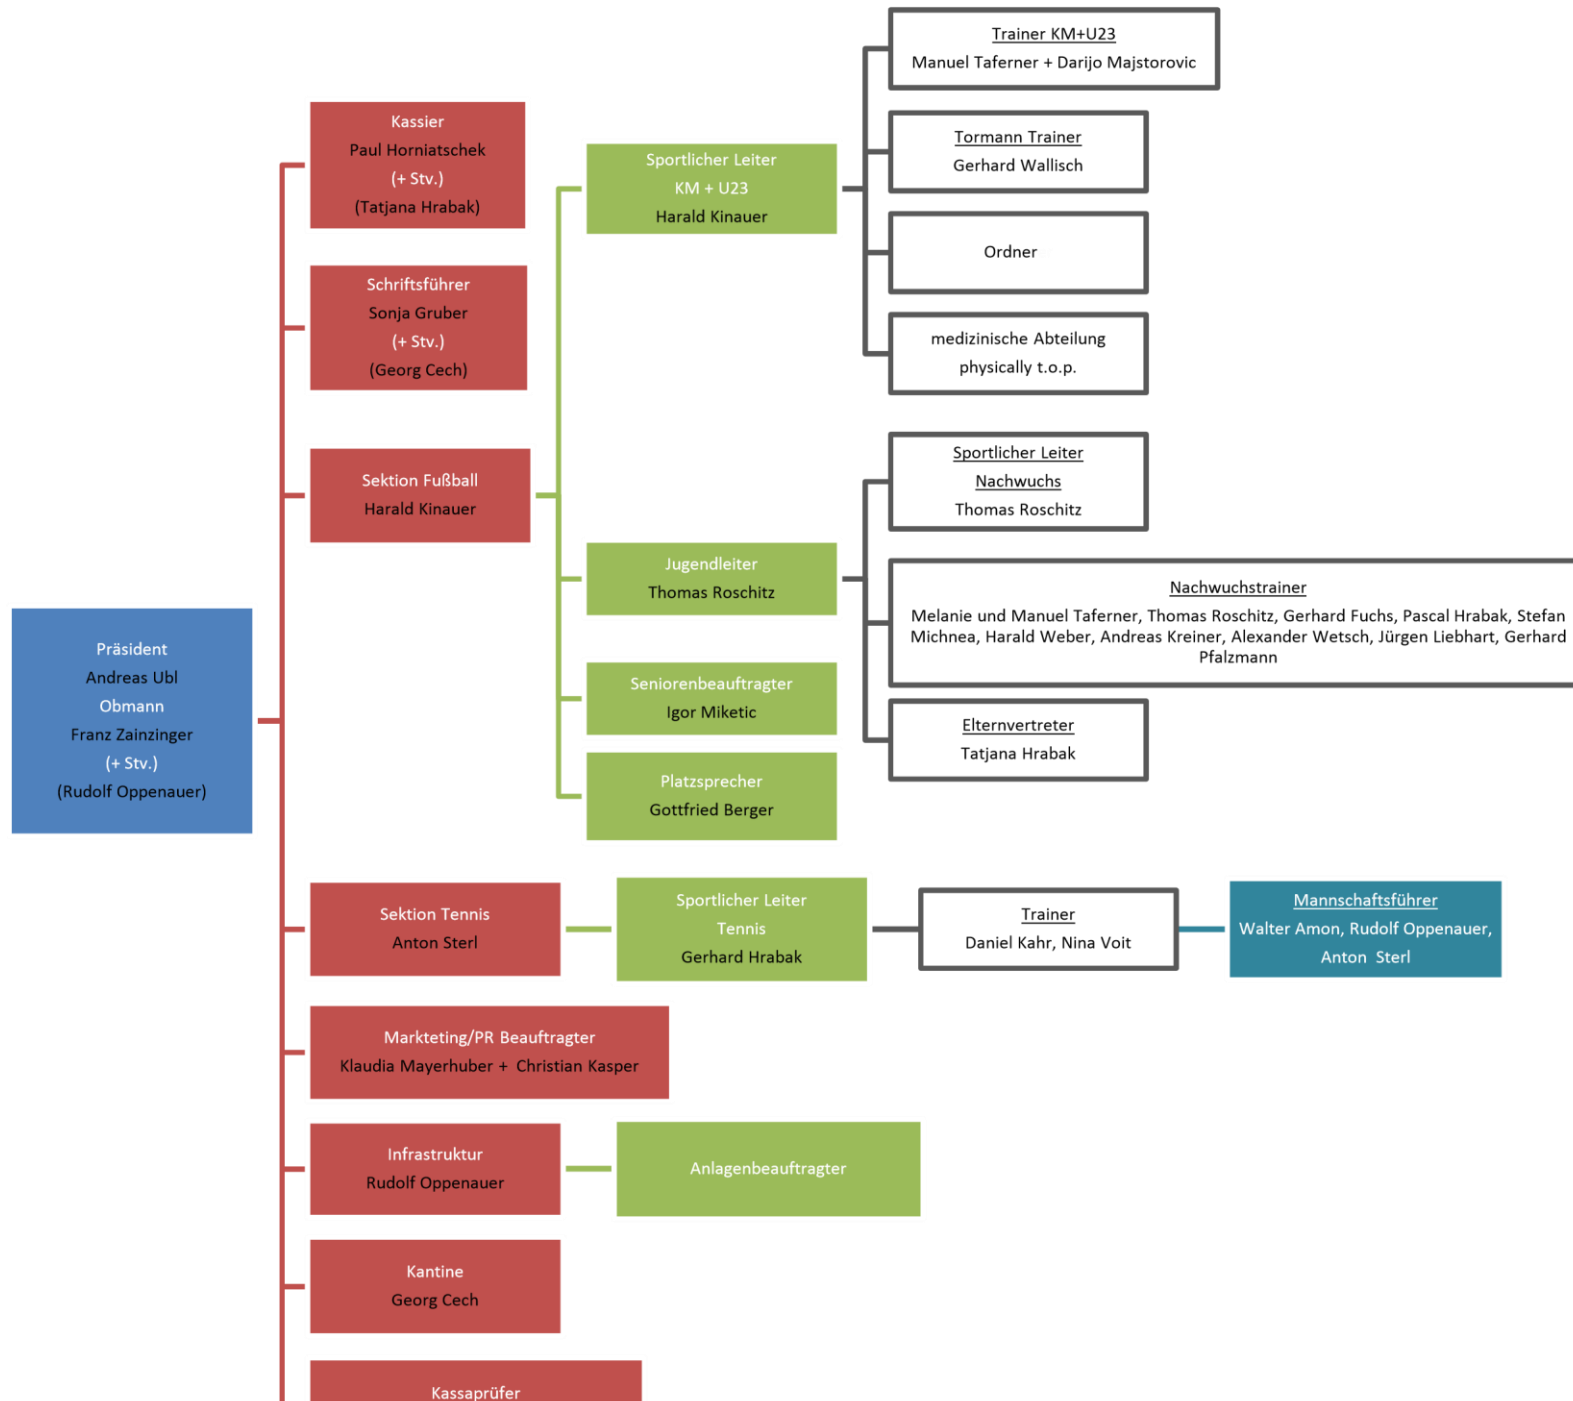 Präsident
Andreas Ubl
Obmann
Franz Zainzinger
(+ Stv.)
(Rudolf Oppenauer)
Kassier
Paul Horniatschek
(+ Stv.)
(Tatjana Hrabak)
Schriftsführer
Sonja Gruber
(+ Stv.)
(Georg Cech)
Sektion Fußball
Harald Kinauer
Sportlicher Leiter
KM + U23
Harald Kinauer
Trainer KM+U23
Manuel Taferner + Darijo Majstorovic
Tormann Trainer
Gerhard Wallisch
Ordner
medizinische Abteilung
physically t.o.p.
Jugendleiter
Thomas Roschitz
Sportlicher Leiter
Nachwuchs
Thomas Roschitz
Nachwuchstrainer
Melanie und Manuel Taferner, Thomas Roschitz, Gerhard Fuchs, Pascal Hrabak, Stefan
Michnea, Harald Weber, Andreas Kreiner, Alexander Wetsch, Jürgen Liebhart, Gerhard
Pfalzmann
Elternvertreter
Tatjana Hrabak
Seniorenbeauftragter
Igor Miketic
Platzsprecher
Gottfried Berger
Sektion Tennis
Anton Sterl
Sportlicher Leiter
Tennis
Gerhard Hrabak
Trainer
Daniel Kahr, Nina Voit
Mannschaftsführer
Walter Amon, Rudolf Oppenauer,
Anton  Sterl
Markteting/PR Beauftragter
Klaudia Mayerhuber +  Christian Kasper
Infrastruktur
Rudolf Oppenauer
Anlagenbeauftragter
Kantine
Georg Cech
Kassaprüfer